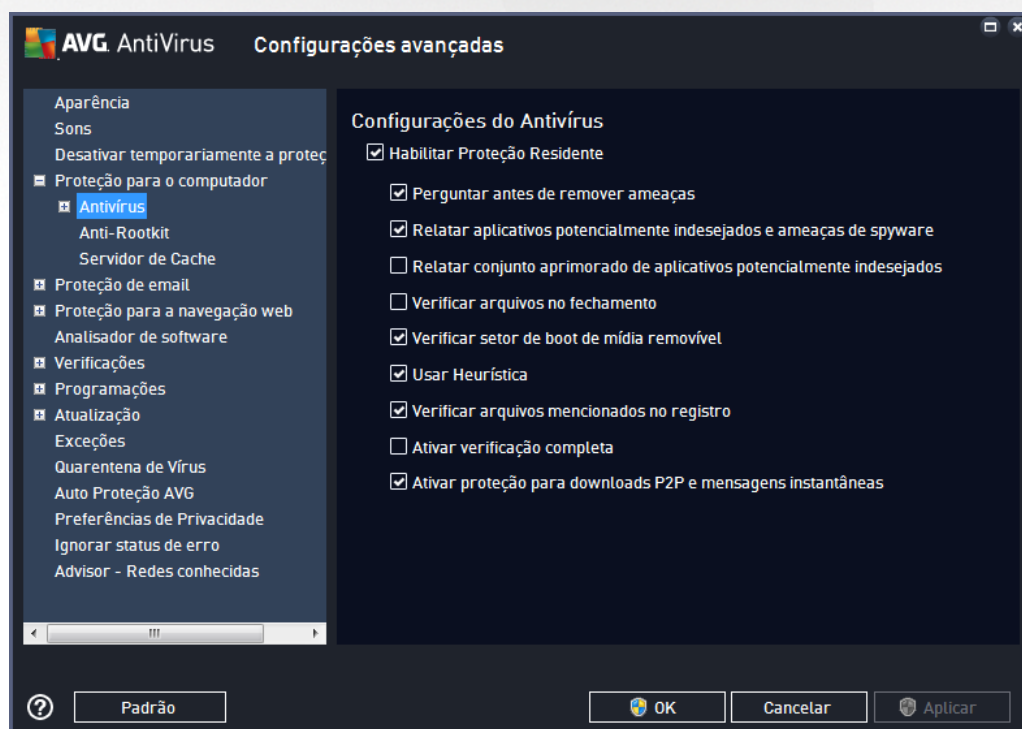 AVG. AntiVirus Configurações avançadas
Aparência
Sons
Desativar temporariamente a proteç
Proteção para o computador
Antivírus
Anti-Rootkit
Servidor de Cache
Proteção de email
Proteção para a navegação web
Analisador de software
Verificações
Programações
Atualização
Exceções
Quarentena de Vírus
Auto Proteção AVG
Preferências de Privacidade
Ignorar status de erro
Advisor - Redes conhecidas
Configurações do Antivírus
Habilitar Proteção Residente
Perguntar antes de remover ameaças
Relatar aplicativos potencialmente indesejados e ameaças de spyware
Relatar conjunto aprimorado de aplicativos potencialmente indesejados
Verificar arquivos no fechamento
Verificar setor de boot de mídia removível
Usar Heurística
Verificar arquivos mencionados no registro
Ativar verificação completa
Ativar proteção para downloads P2P e mensagens instantâneas
? Padrão OK Cancelar Aplicar